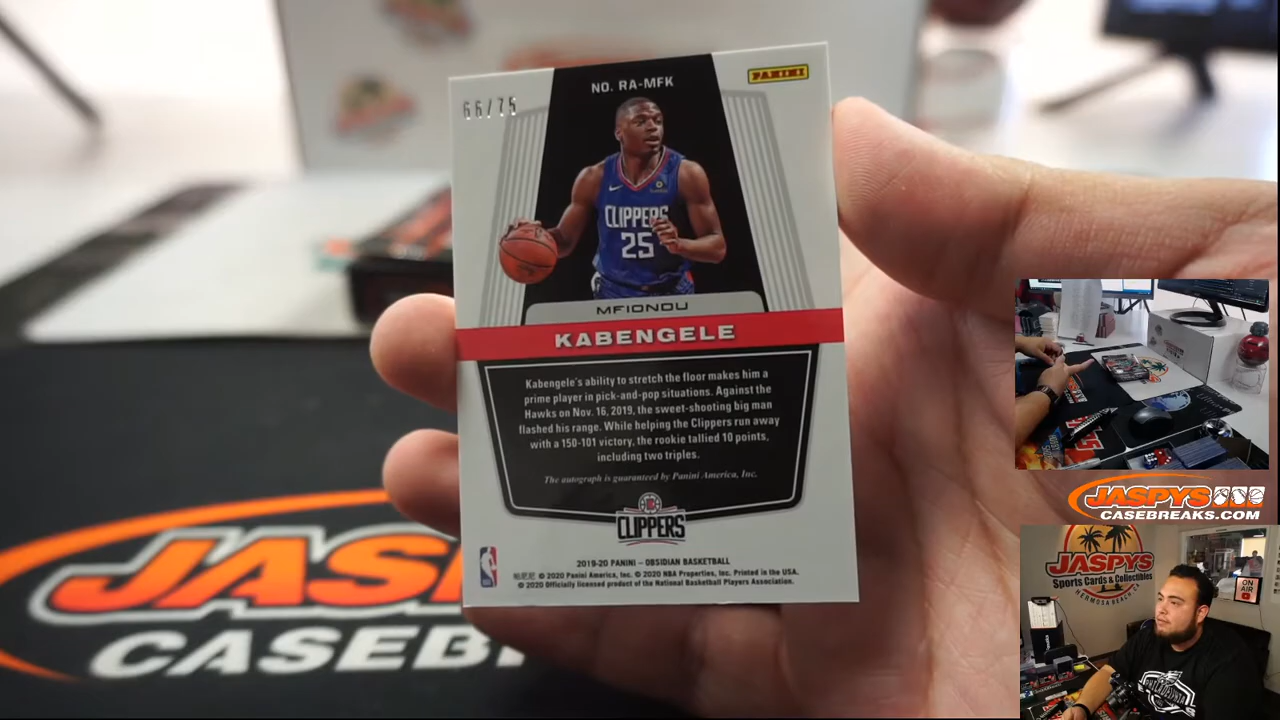 NO. RA-MFK
PANINI
66/75
CLIPPERS
25
MFIONDU
KABENGELE
Kabengele's ability to stretch the floor makes him a
prime player in pick-and-pop situations. Against the
Hawks on Nov. 16, 2019, the sweet-shooting big man
flashed his range. While helping the Clippers run away
with a 150-101 victory, the rookie tallied 10 points,
including two triples.
The autograph is guaranteed by Panini America, Inc.
CLIPPERS
2019-20 PANINI – OBSIDIAN BASKETBALL
© 2020 Panini America, Inc. © 2020 NBA Properties, Inc. Printed in the USA.
© 2020 Officially licensed product of the National Basketball Players Association.
JAS
CASEB
JASPYS
CASEBREAKS.COM
JASPYS
Sports Cards & Collectibles
HERMOSA BEACH, CA
ON
AIR